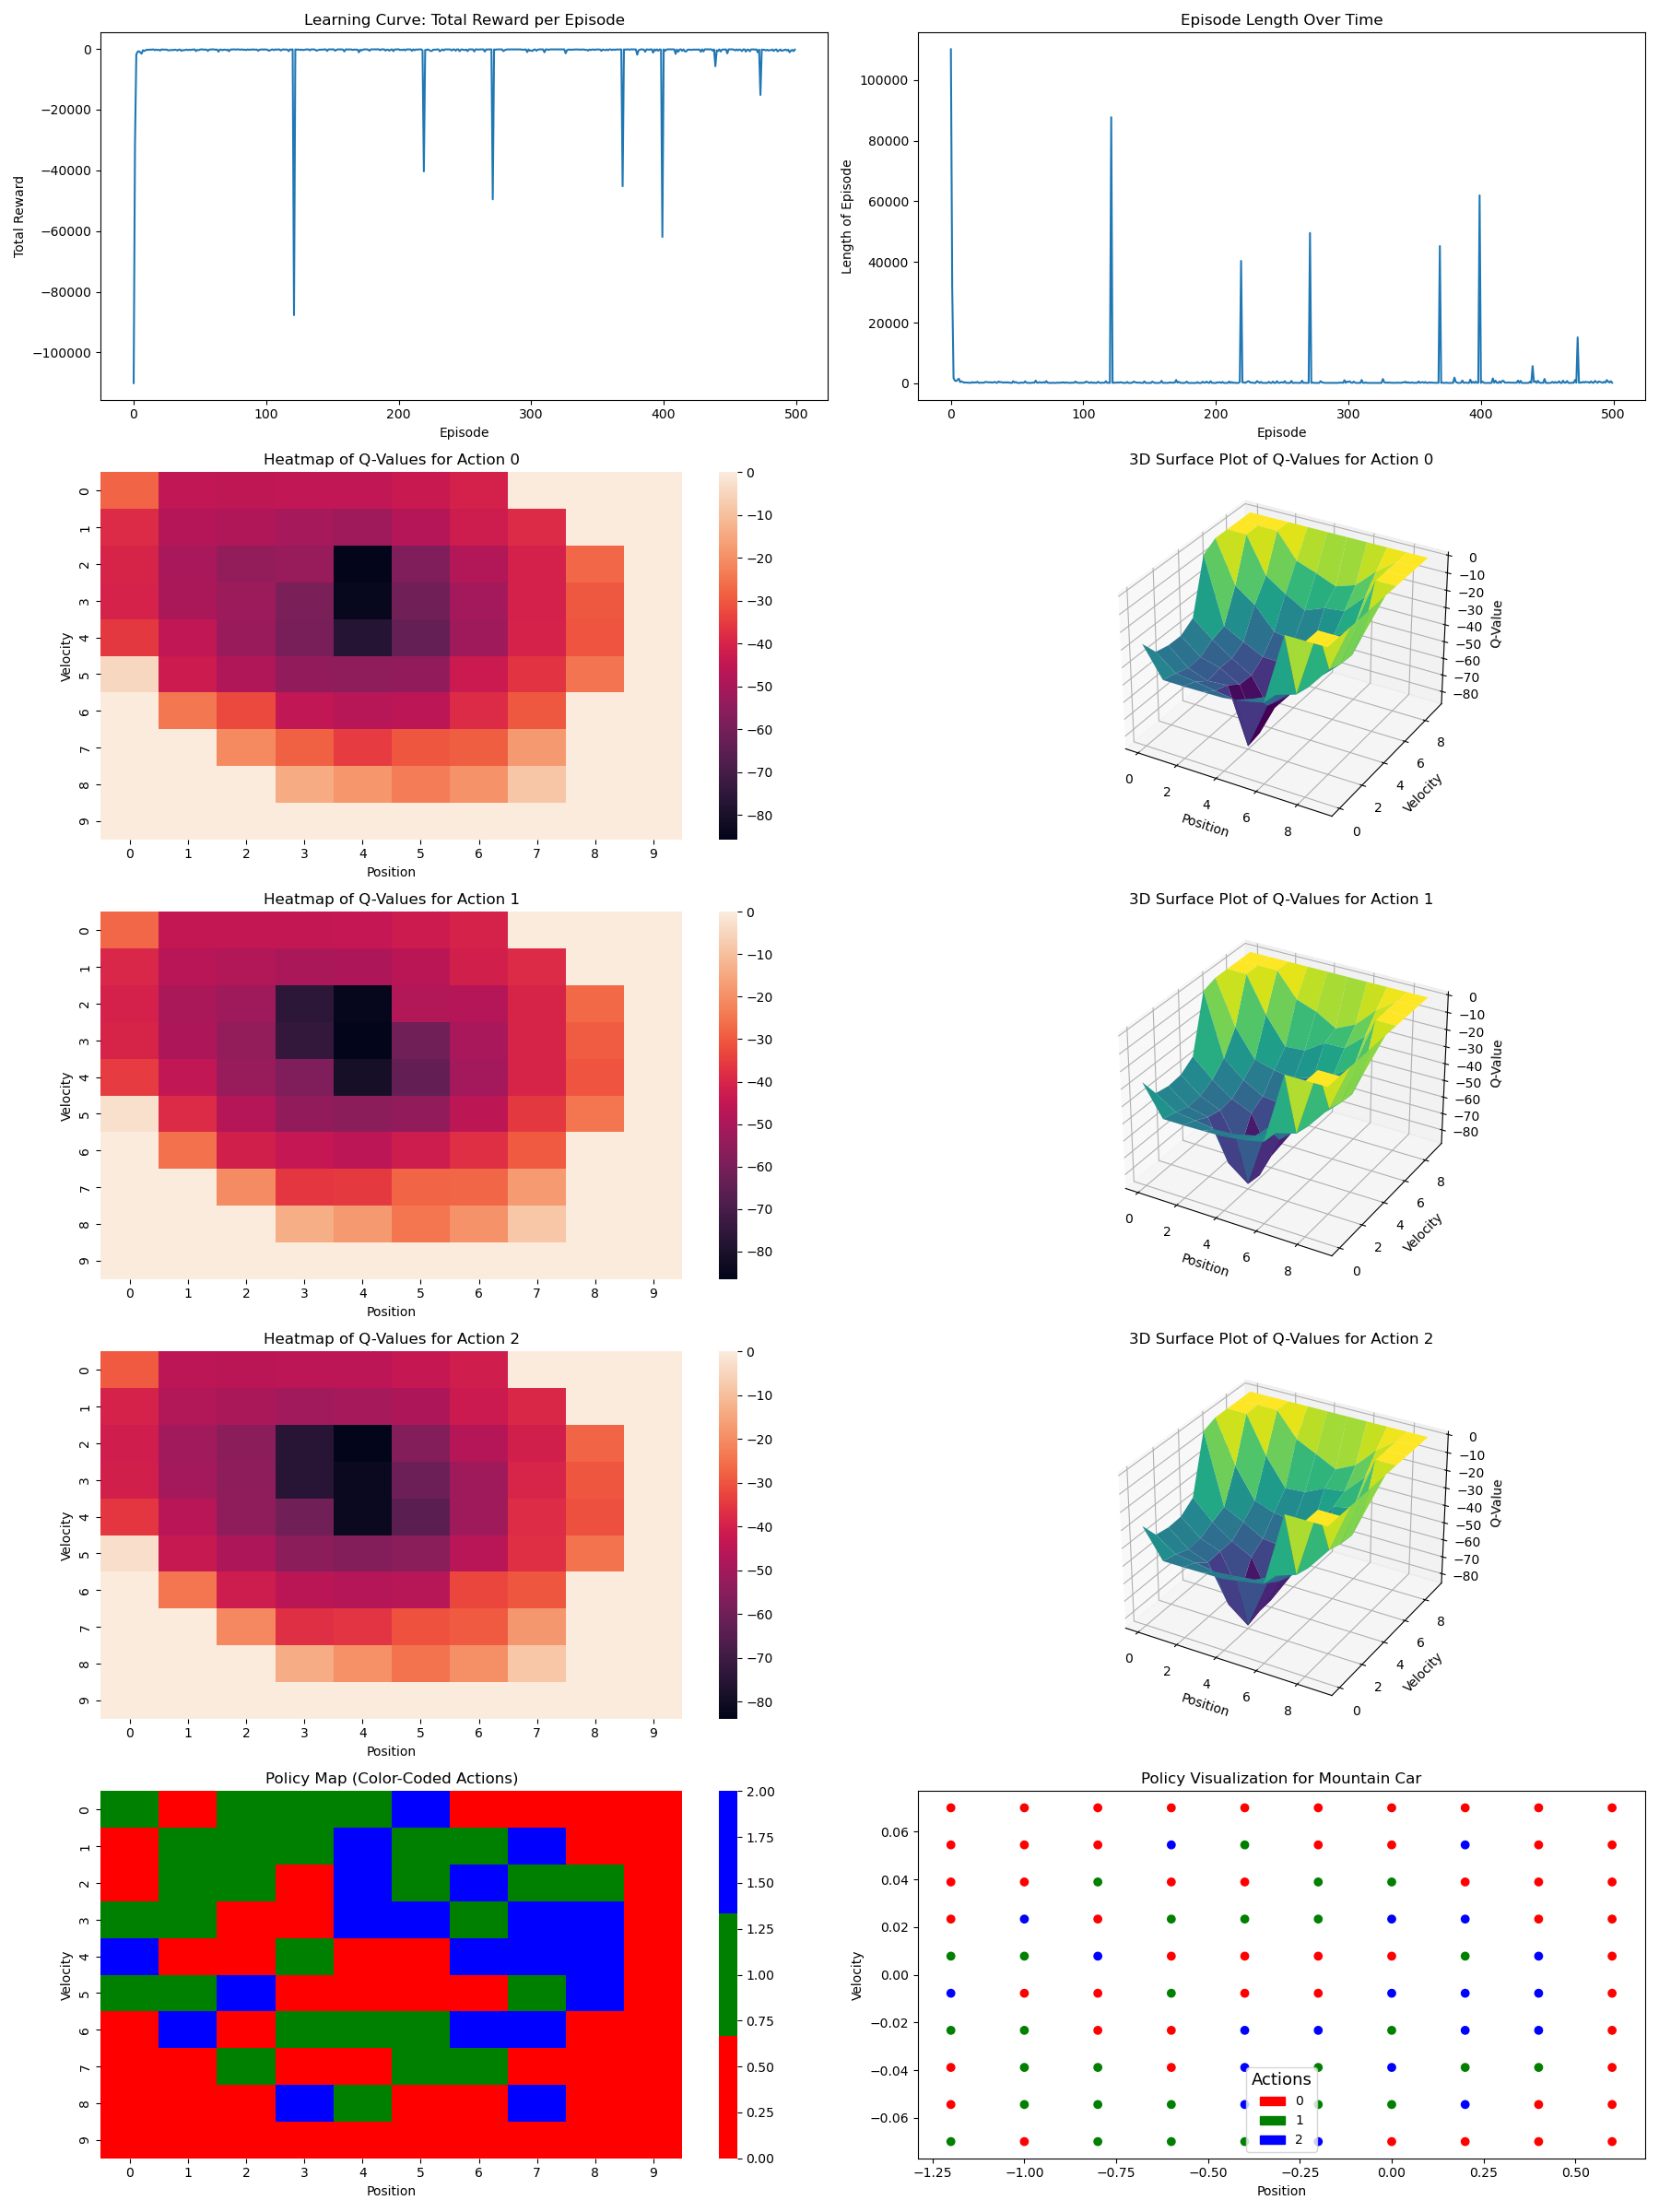 Learning Curve: Total Reward per Episode
0
−20000
−40000
−60000
−80000
−100000
Total Reward
0 100 200 300 400 500
Episode
Episode Length Over Time
100000
80000
60000
40000
20000
0
Length of Episode
0 100 200 300 400 500
Episode
Heatmap of Q-Values for Action 0
0 1 2 3 4 5 6 7 8 9
Velocity
0 1 2 3 4 5 6 7 8 9
Position
0
−10
−20
−30
−40
−50
−60
−70
−80
3D Surface Plot of Q-Values for Action 0
0
−10
−20
−30
−40
−50
−60
−70
−80
Q-Value
0 2 4 6 8
Position
0 2 4 6 8
Velocity
Heatmap of Q-Values for Action 1
0 1 2 3 4 5 6 7 8 9
Velocity
0 1 2 3 4 5 6 7 8 9
Position
0
−10
−20
−30
−40
−50
−60
−70
−80
3D Surface Plot of Q-Values for Action 1
0
−10
−20
−30
−40
−50
−60
−70
−80
Q-Value
0 2 4 6 8
Position
0 2 4 6 8
Velocity
Heatmap of Q-Values for Action 2
0 1 2 3 4 5 6 7 8 9
Velocity
0 1 2 3 4 5 6 7 8 9
Position
0
−10
−20
−30
−40
−50
−60
−70
−80
3D Surface Plot of Q-Values for Action 2
0
−10
−20
−30
−40
−50
−60
−70
−80
Q-Value
0 2 4 6 8
Position
0 2 4 6 8
Velocity
Policy Map (Color-Coded Actions)
0 1 2 3 4 5 6 7 8 9
Velocity
0 1 2 3 4 5 6 7 8 9
Position
2.00
1.75
1.50
1.25
1.00
0.75
0.50
0.25
0.00
Policy Visualization for Mountain Car
0.06
0.04
0.02
0.00
−0.02
−0.04
−0.06
Velocity
Actions
0
1
2
−1.25 −1.00 −0.75 −0.50 −0.25 0.00 0.25 0.50
Position